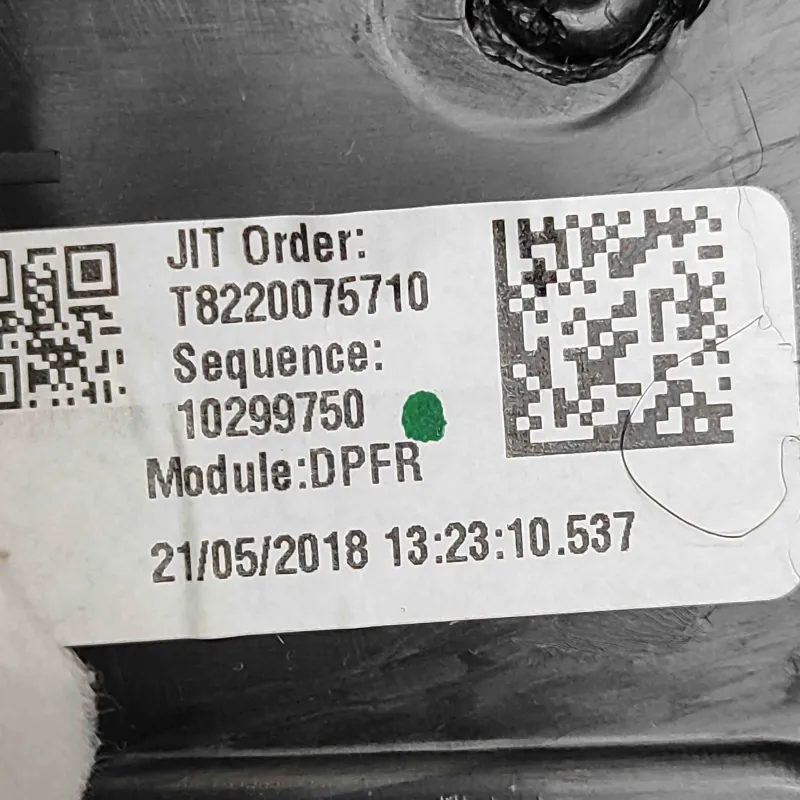 JIT Order:
T8220075710
Sequence:
10299750
Module:DPFR
21/05/2018 13:23:10.537